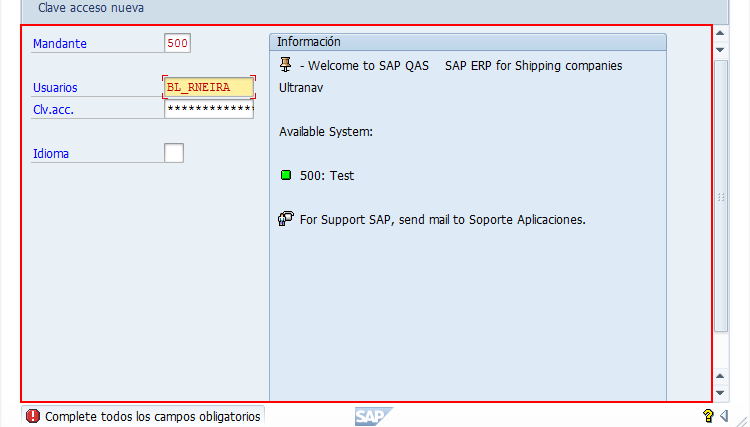 Clave acceso nueva
Mandante 500
Información
- Welcome to SAP QAS SAP ERP for Shipping companies
Usuarios BL_RNEIRA
Ultranav
Clv.acc. *************
Available System:
Idioma
500: Test
For Support SAP, send mail to Soporte Aplicaciones.
Complete todos los campos obligatorios
SAP